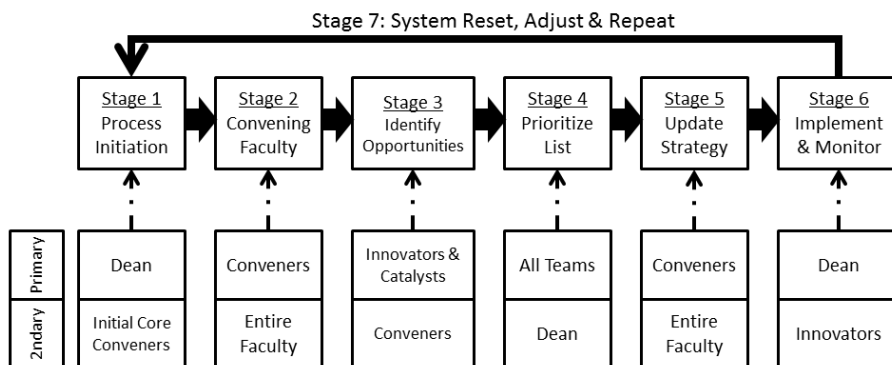 Stage 7: System Reset, Adjust & Repeat
Stage 1
Process
Initiation
Stage 2
Convening
Faculty
Stage 3
Identify
Opportunities
Stage 4
Prioritize
List
Stage 5
Update
Strategy
Stage 6
Implement
& Monitor
Primary
Dean
Conveners
Innovators &
Catalysts
All Teams
Conveners
Dean
2ndary
Initial Core
Conveners
Entire
Faculty
Conveners
Dean
Entire
Faculty
Innovators